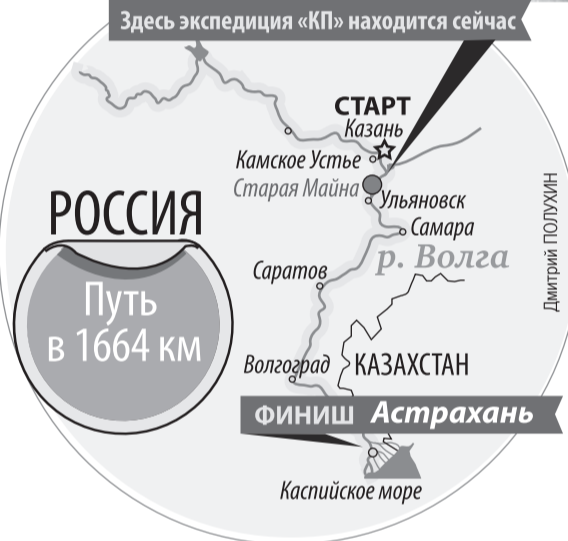 Здесь экспедиция «КП» находится сейчас
СТАРТ
Казань
Камское Устье
Старая Майна
Ульяновск
РОССИЯ
Самара
р. Волга
Саратов
Путь
в 1664 км
Волгоград
КАЗАХСТАН
ФИНИШ Астрахань
Каспийское море
Дмитрий ПОЛУХИН